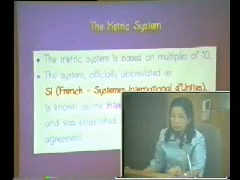 The Metric System
• The metric system is based on multiples of 10.
• The system, officially abbreviated as
SI (French - Systeme International d'Unites),
is known as the
and was established
agreement.